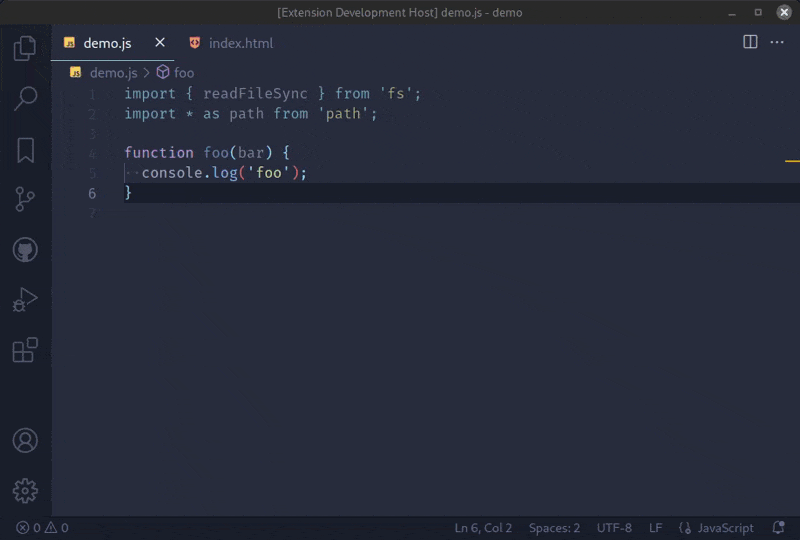 [Extension Development Host] demo.js - demo
demo.js
index.html
demo.js > foo
1 import { readFileSync } from 'fs';
2 import * as path from 'path';
3
4 function foo(bar) {
5 console.log('foo');
6 }
7
0 0
Ln 6, Col 2 Spaces: 2 UTF-8 LF JavaScript